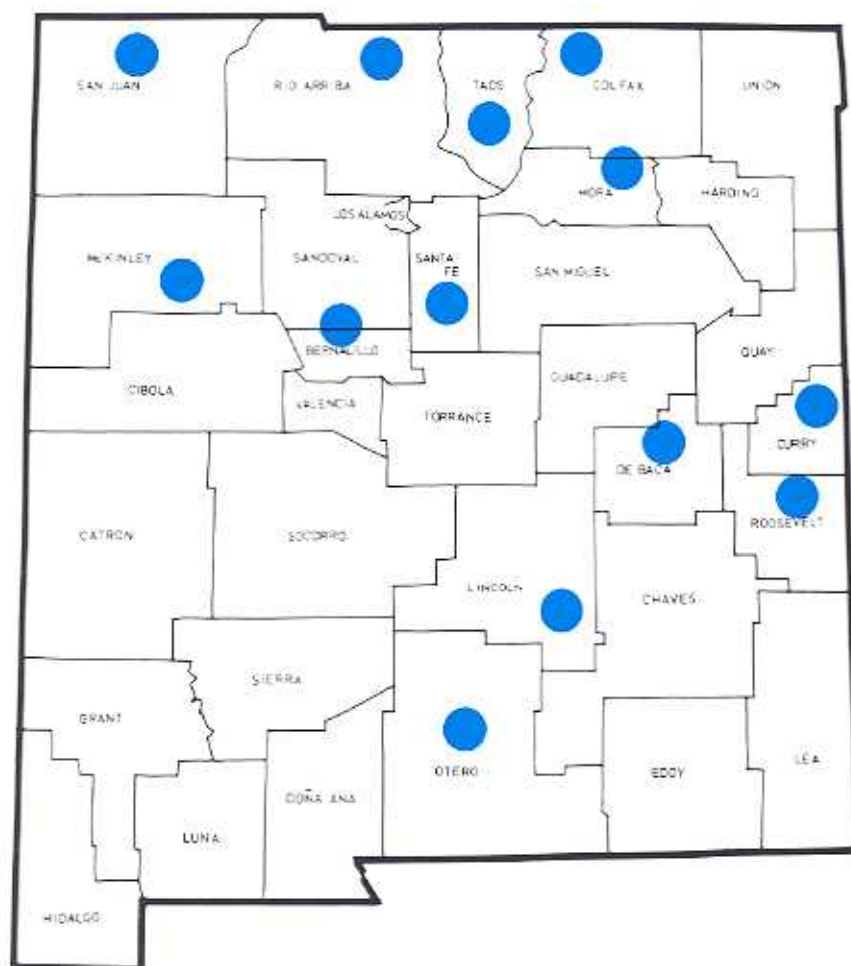 SAN JUAN
RIO ARRIBA
TAOS
COLFAX
UNION
MORA
HARDING
LOS ALAMOS
McKINLEY
SANDOVAL
SANTA
FE
SAN MIGUEL
BERNALILLO
QUAY
CIBOLA
VALENCIA
TORRANCE
GUADALUPE
CURRY
DE BACA
ROOSEVELT
CATRON
SOCORRO
LINCOLN
CHAVES
SIERRA
GRANT
OTERO
EDDY
LEA
DOÑA ANA
LUNA
HIDALGO